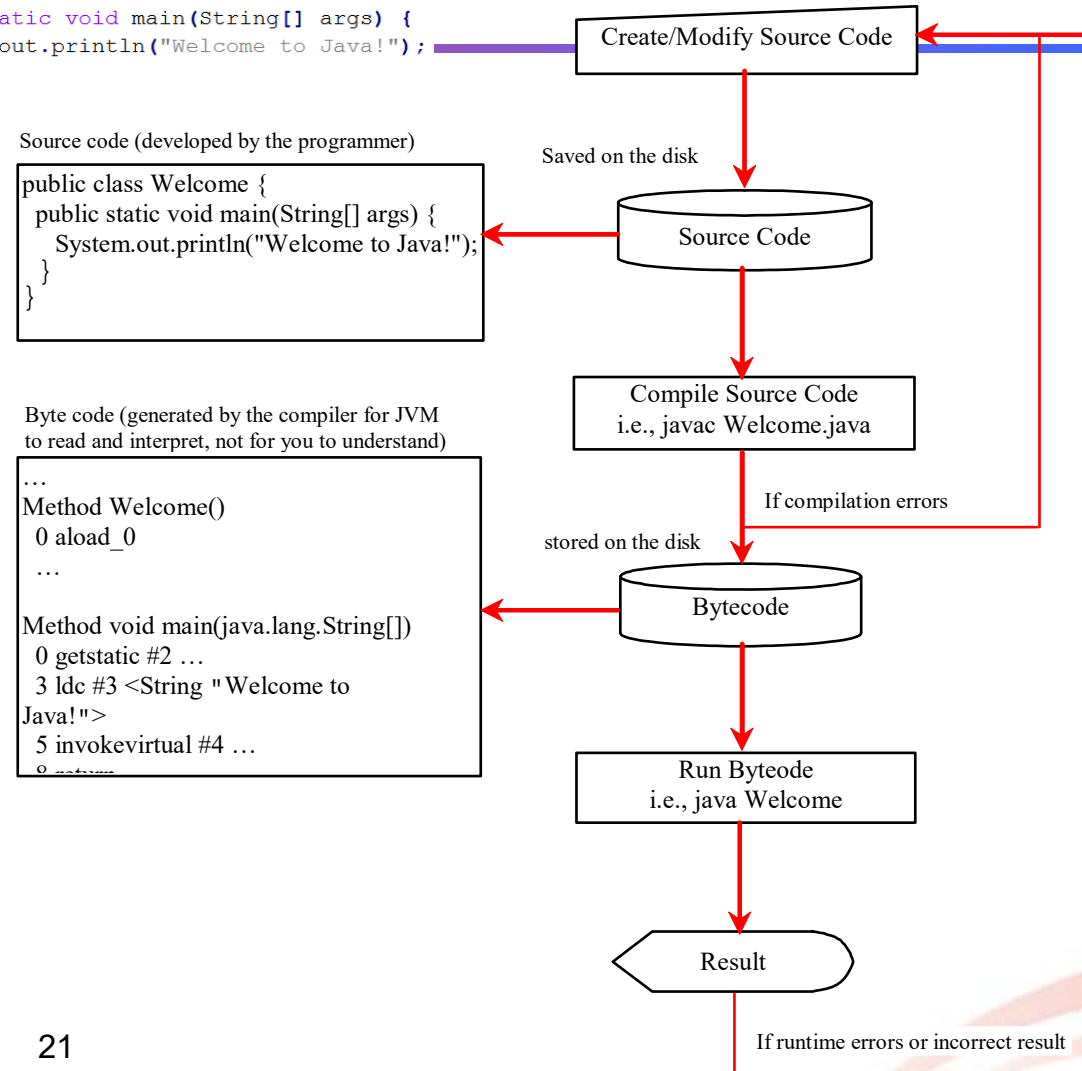 atic void main(String[] args) {
out.println("Welcome to Java!");
Create/Modify Source Code
Source code (developed by the programmer)
public class Welcome {
public static void main(String[] args) {
System.out.println("Welcome to Java!");
}
}
Saved on the disk
Source Code
Compile Source Code
i.e., javac Welcome.java
If compilation errors
Byte code (generated by the compiler for JVM
to read and interpret, not for you to understand)
…
Method Welcome()
0 aload_0
…
Method void main(java.lang.String[])
0 getstatic #2 …
3 ldc #3 <String "Welcome to
Java!">
5 invokevirtual #4 …
stored on the disk
Bytecode
Run Byteode
i.e., java Welcome
Result
If runtime errors or incorrect result
21